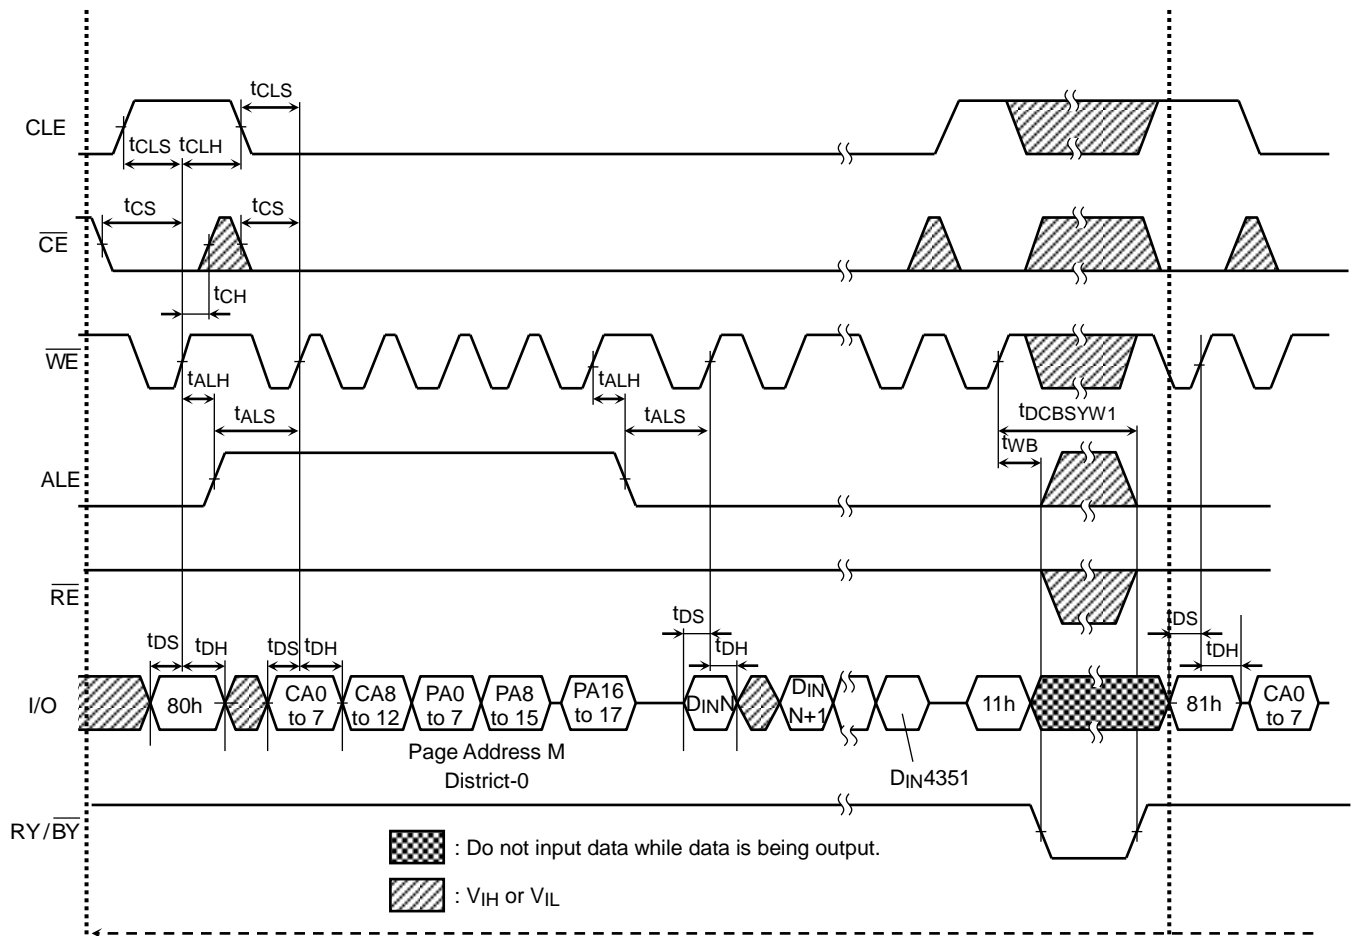 tCLS
CLE
tCLS tCLH
tCS tCS
CE
tCH
WE
tALH tALH
tALS tALS
tDCBSYW1
tWB
ALE
RE
tDS tDH tDS tDH tDS tDH tDS tDH
I/O
80h
CA0 to 7
CA8 to 12
PA0 to 7
PA8 to 15
PA16 to 17
DINN
DIN N+1
11h
81h
CA0 to 7
Page Address M
District-0
DIN4351
RY/BY
: Do not input data while data is being output.
: VIH or VIL